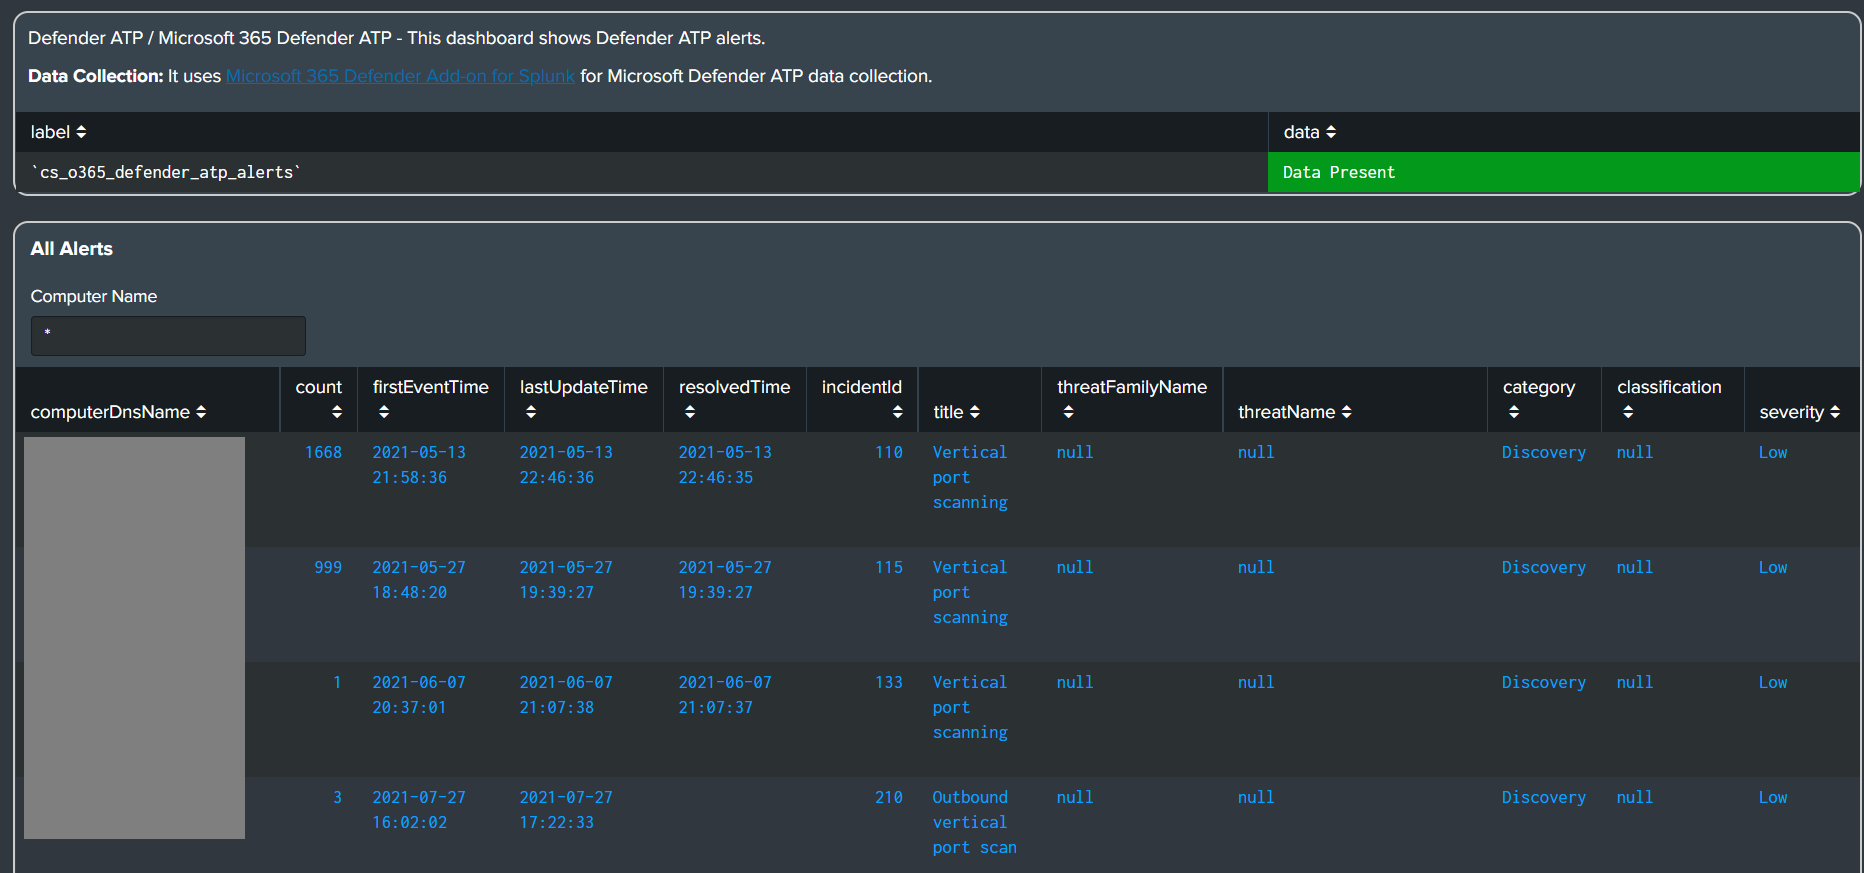 Defender ATP / Microsoft 365 Defender ATP - This dashboard shows Defender ATP alerts.
Data Collection: It uses Microsoft 365 Defender Add-on for Splunk for Microsoft Defender ATP data collection.
label data
`cs_o365_defender_atp_alerts` Data Present
All Alerts
Computer Name
*
computerDnsName count firstEventTime lastUpdateTime resolvedTime incidentId title threatFamilyName threatName category classification severity
1668 2021-05-13 2021-05-13 2021-05-13 110 Vertical null null Discovery null Low
21:58:36 22:46:36 22:46:35 port
scanning
999 2021-05-27 2021-05-27 2021-05-27 115 Vertical null null Discovery null Low
18:48:20 19:39:27 19:39:27 port
scanning
1 2021-06-07 2021-06-07 2021-06-07 133 Vertical null null Discovery null Low
20:37:01 21:07:38 21:07:37 port
scanning
3 2021-07-27 2021-07-27 210 Outbound null null Discovery null Low
16:02:02 17:22:33 vertical
port scan